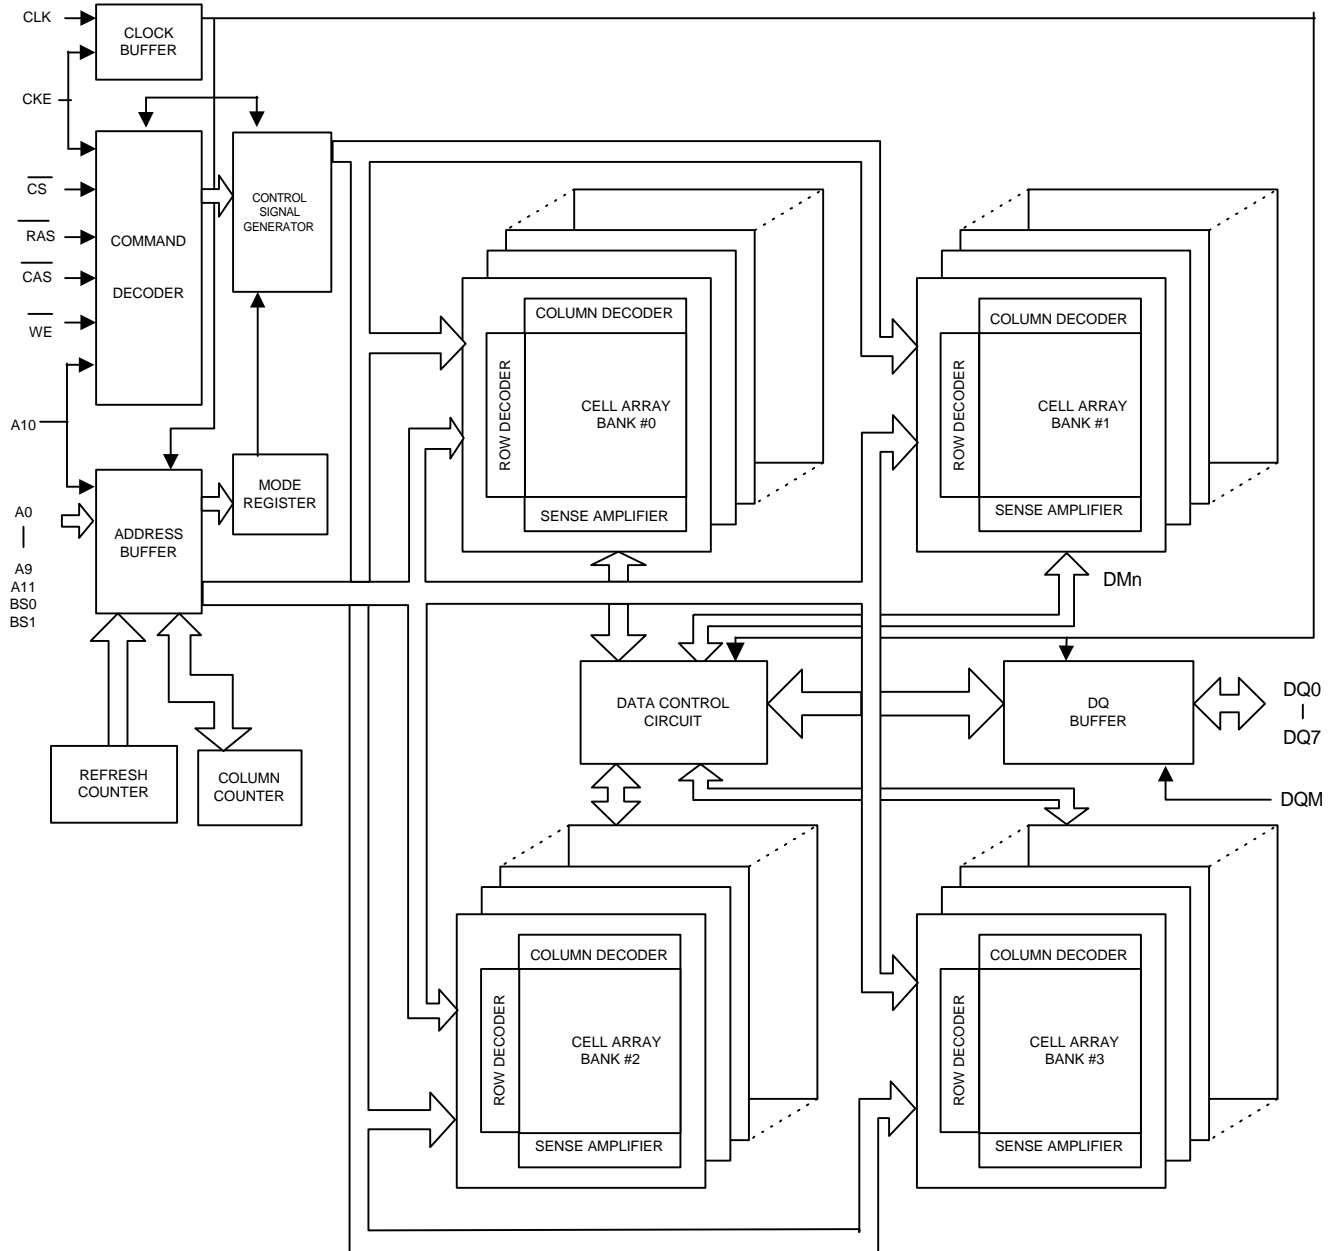 CLK
CLOCK
BUFFER
CKE
CS
RAS
CAS
WE
COMMAND
DECODER
CONTROL
SIGNAL
GENERATOR
A10
MODE
REGISTER
A0
A9
A11
BS0
BS1
ADDRESS
BUFFER
REFRESH
COUNTER
COLUMN
COUNTER
COLUMN DECODER
ROW DECODER
CELL ARRAY
BANK #0
SENSE AMPLIFIER
COLUMN DECODER
ROW DECODER
CELL ARRAY
BANK #1
SENSE AMPLIFIER
DMn
DATA CONTROL
CIRCUIT
DQ
BUFFER
DQ0
DQ7
DQM
COLUMN DECODER
ROW DECODER
CELL ARRAY
BANK #2
SENSE AMPLIFIER
COLUMN DECODER
ROW DECODER
CELL ARRAY
BANK #3
SENSE AMPLIFIER